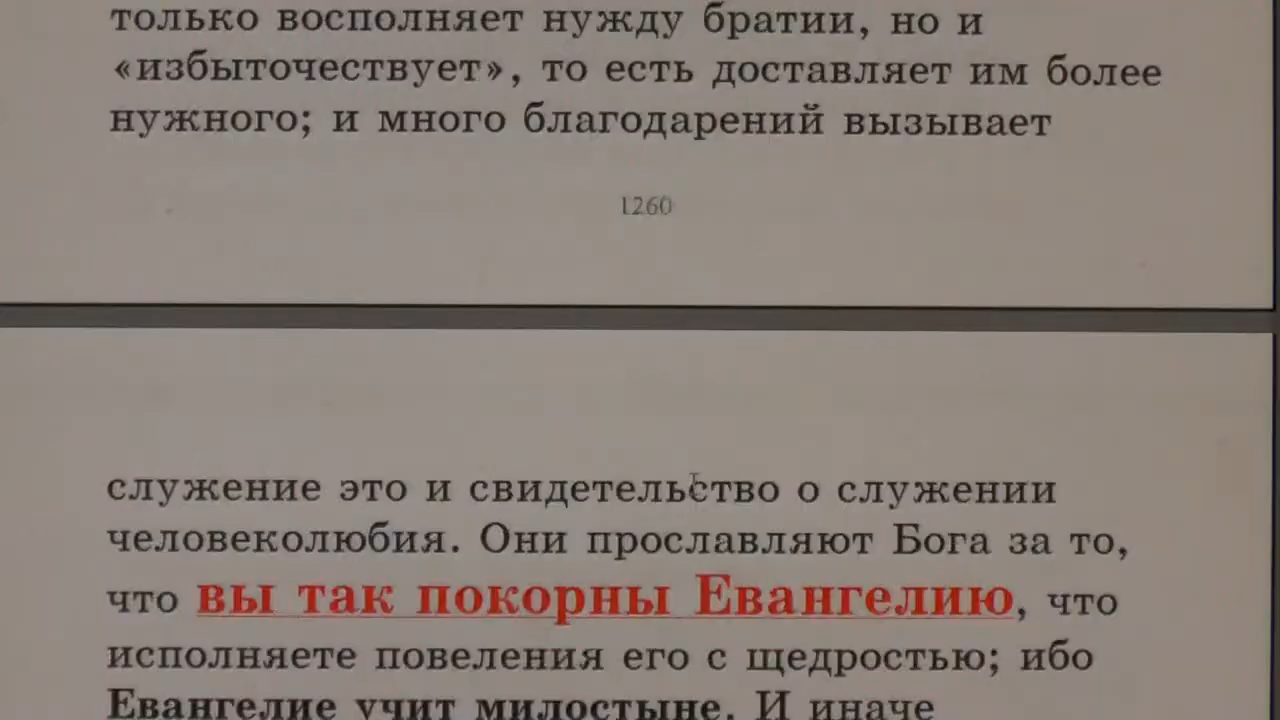 только восполняет нужду братии, но и
«избыточествует», то есть доставляет им более
нужного; и много благодарений вызывает
1260
служение это и свидетельство о служении
человеколюбия. Они прославляют Бога за то,
что вы так покорны Евангелию, что
исполняете повеления его с щедростью; ибо
Евангелие учит милостыне. И иначе